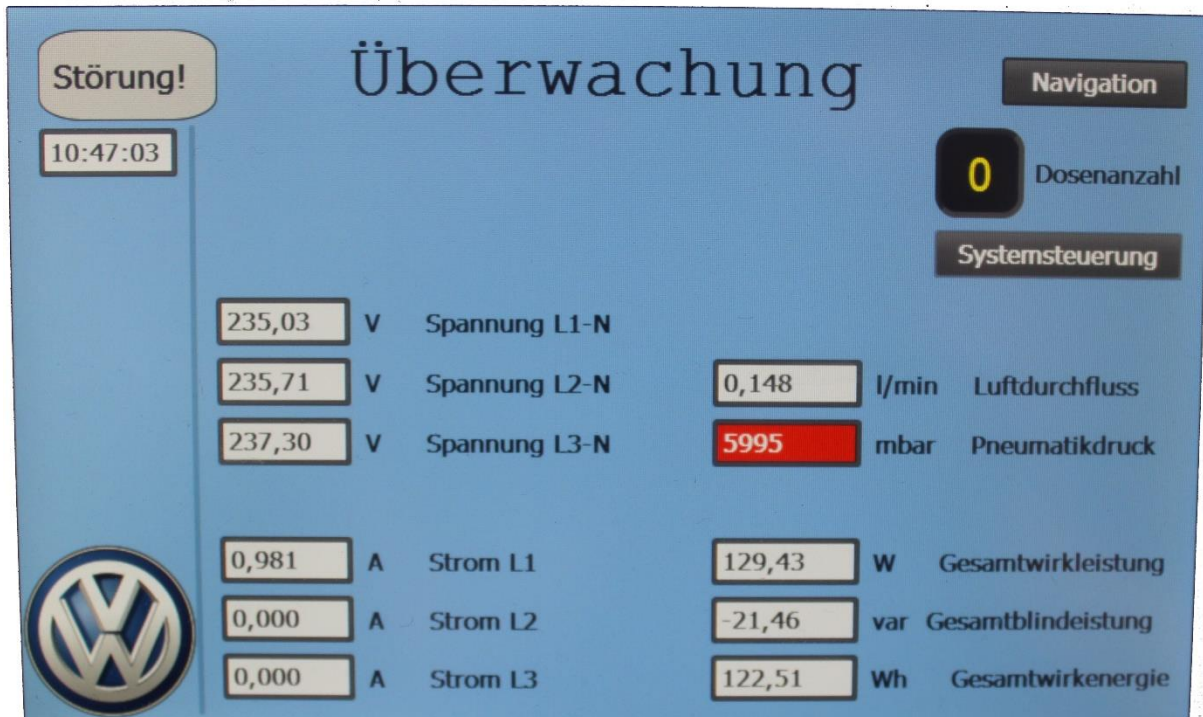 Störung!
Überwachung
Navigation
10:47:03
0 Dosenanzahl
Systemsteuerung
235,03 V Spannung L1-N
235,71 V Spannung L2-N
0,148 l/min Luftdurchfluss
237,30 V Spannung L3-N
5995 mbar Pneumatikdruck
0,981 A Strom L1
129,43 W Gesamtwirkleistung
0,000 A Strom L2
-21,46 var Gesamtblindeistung
0,000 A Strom L3
122,51 Wh Gesamtwirkenergie
VW